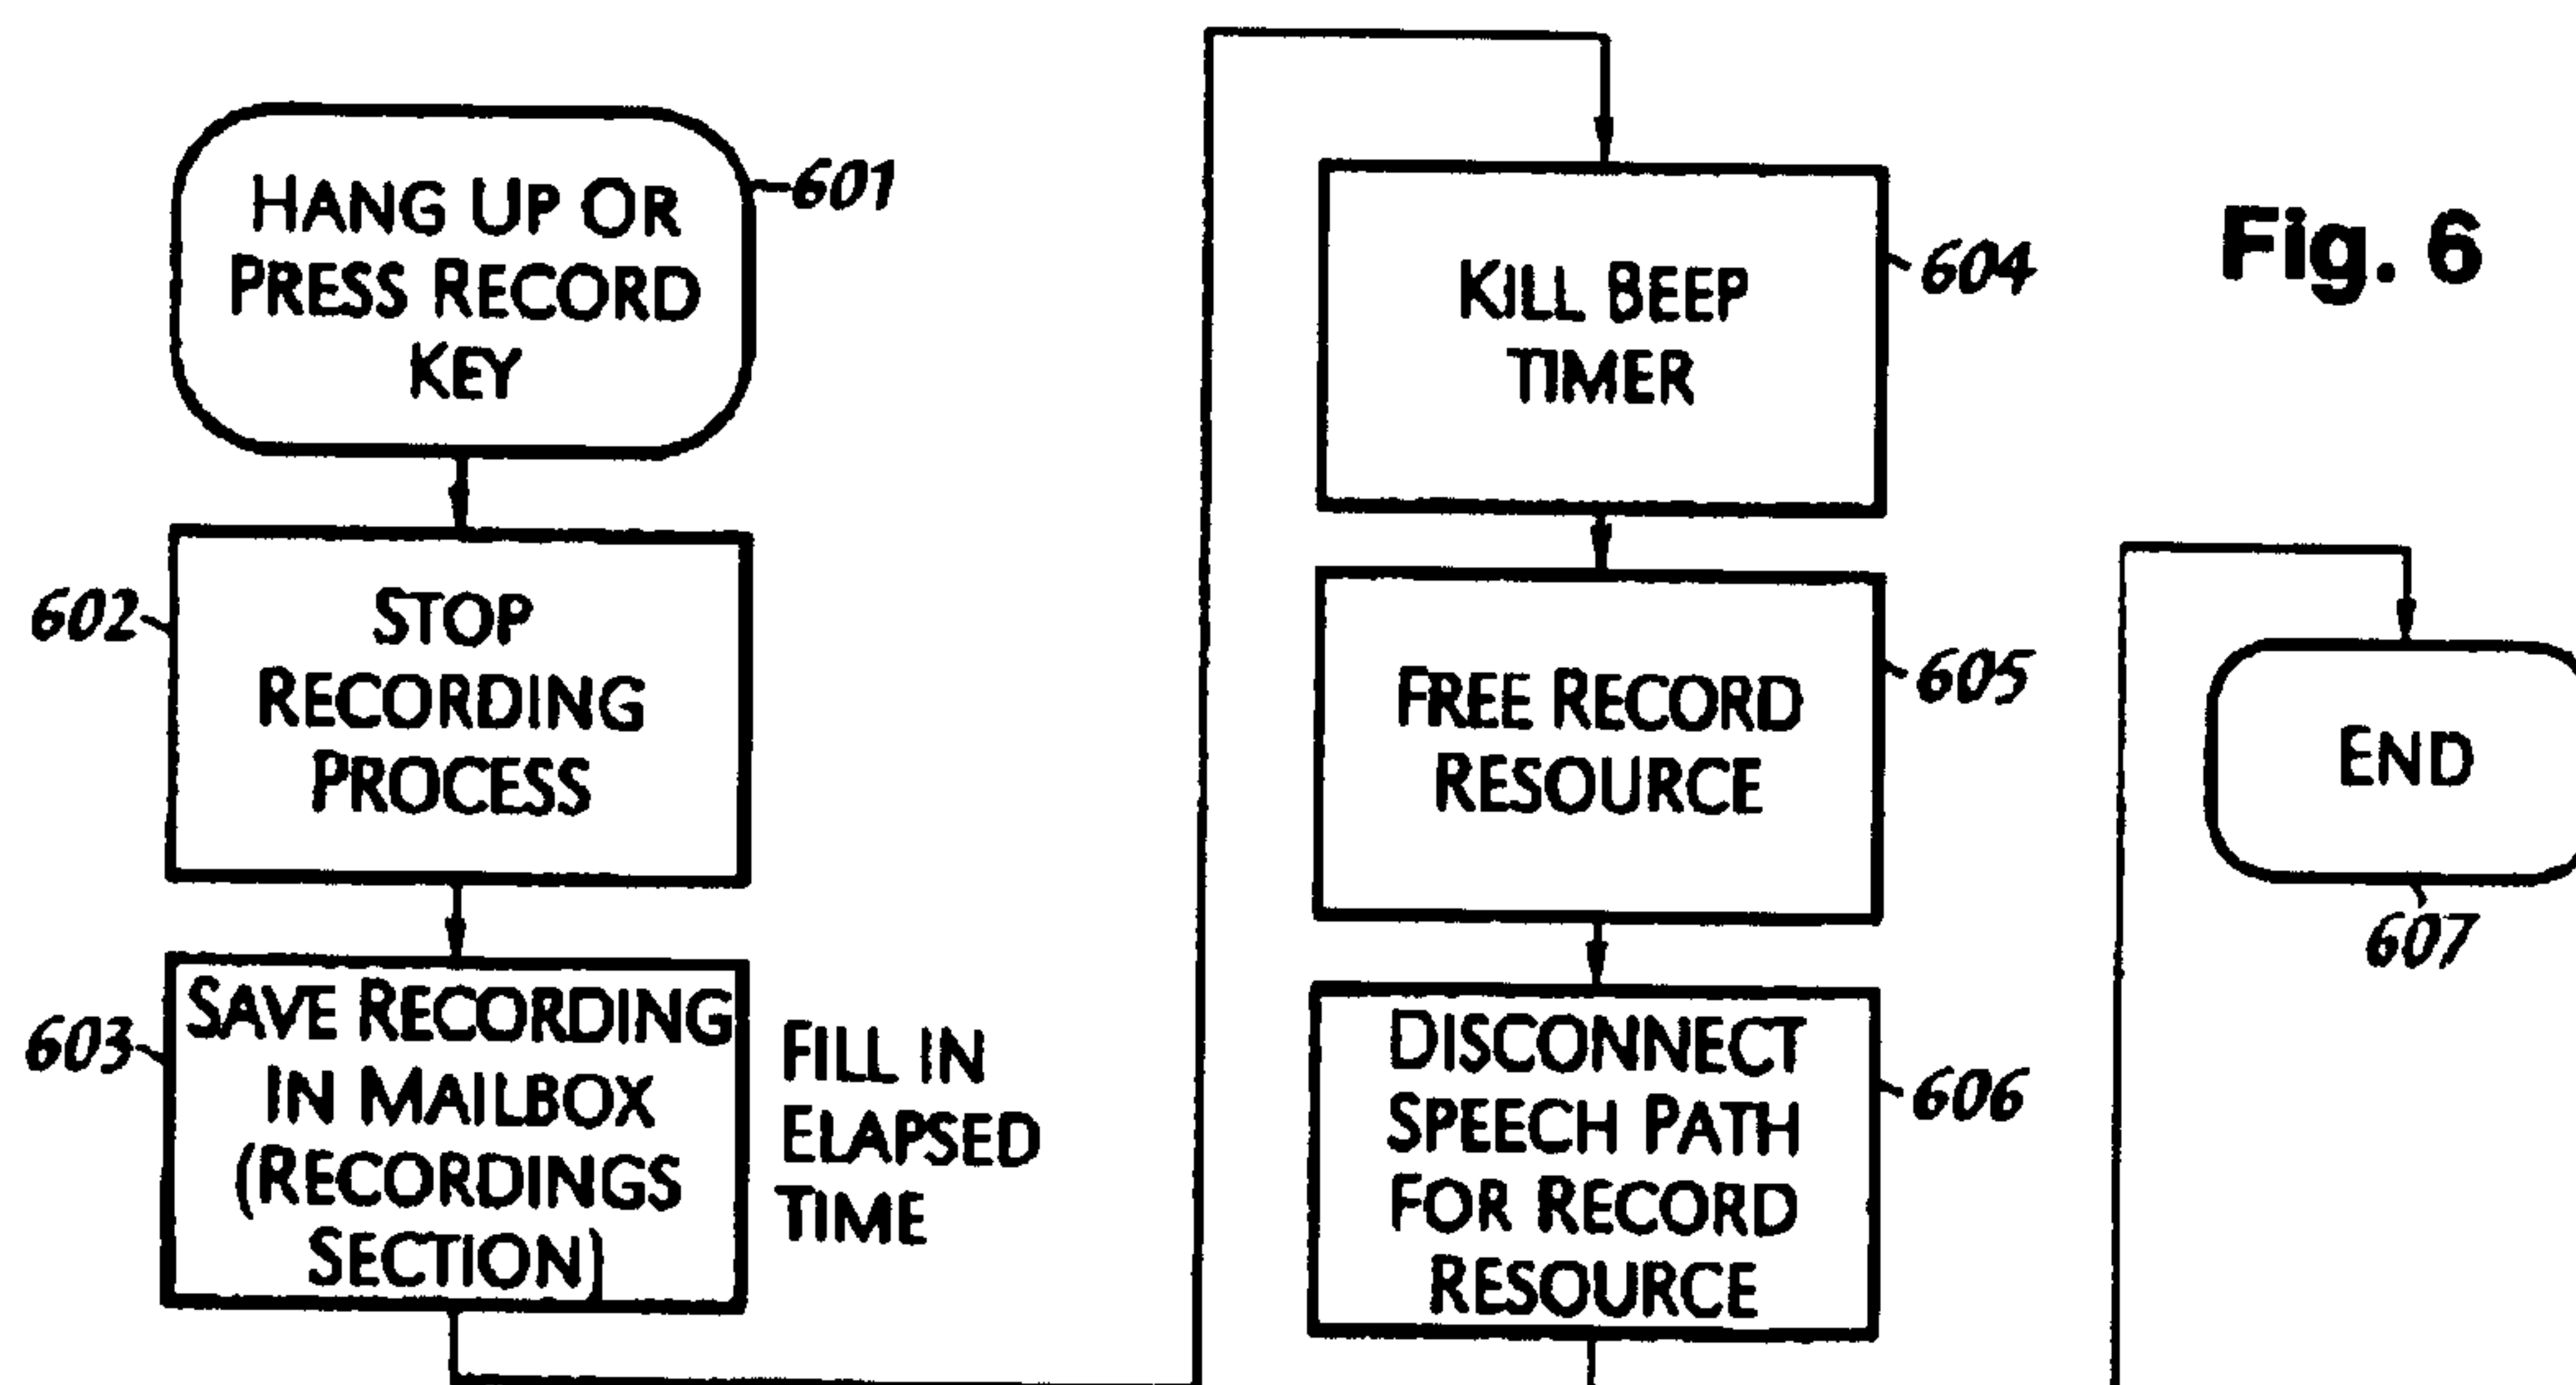 HANG UP OR
PRESS RECORD
KEY
601
602
STOP
RECORDING
PROCESS
603
SAVE RECORDING
IN MAILBOX
(RECORDINGS
SECTION)
FILL IN
ELAPSED
TIME
KILL BEEP
TIMER
604
FREE RECORD
RESOURCE
605
DISCONNECT
SPEECH PATH
FOR RECORD
RESOURCE
606
Fig. 6
END
607